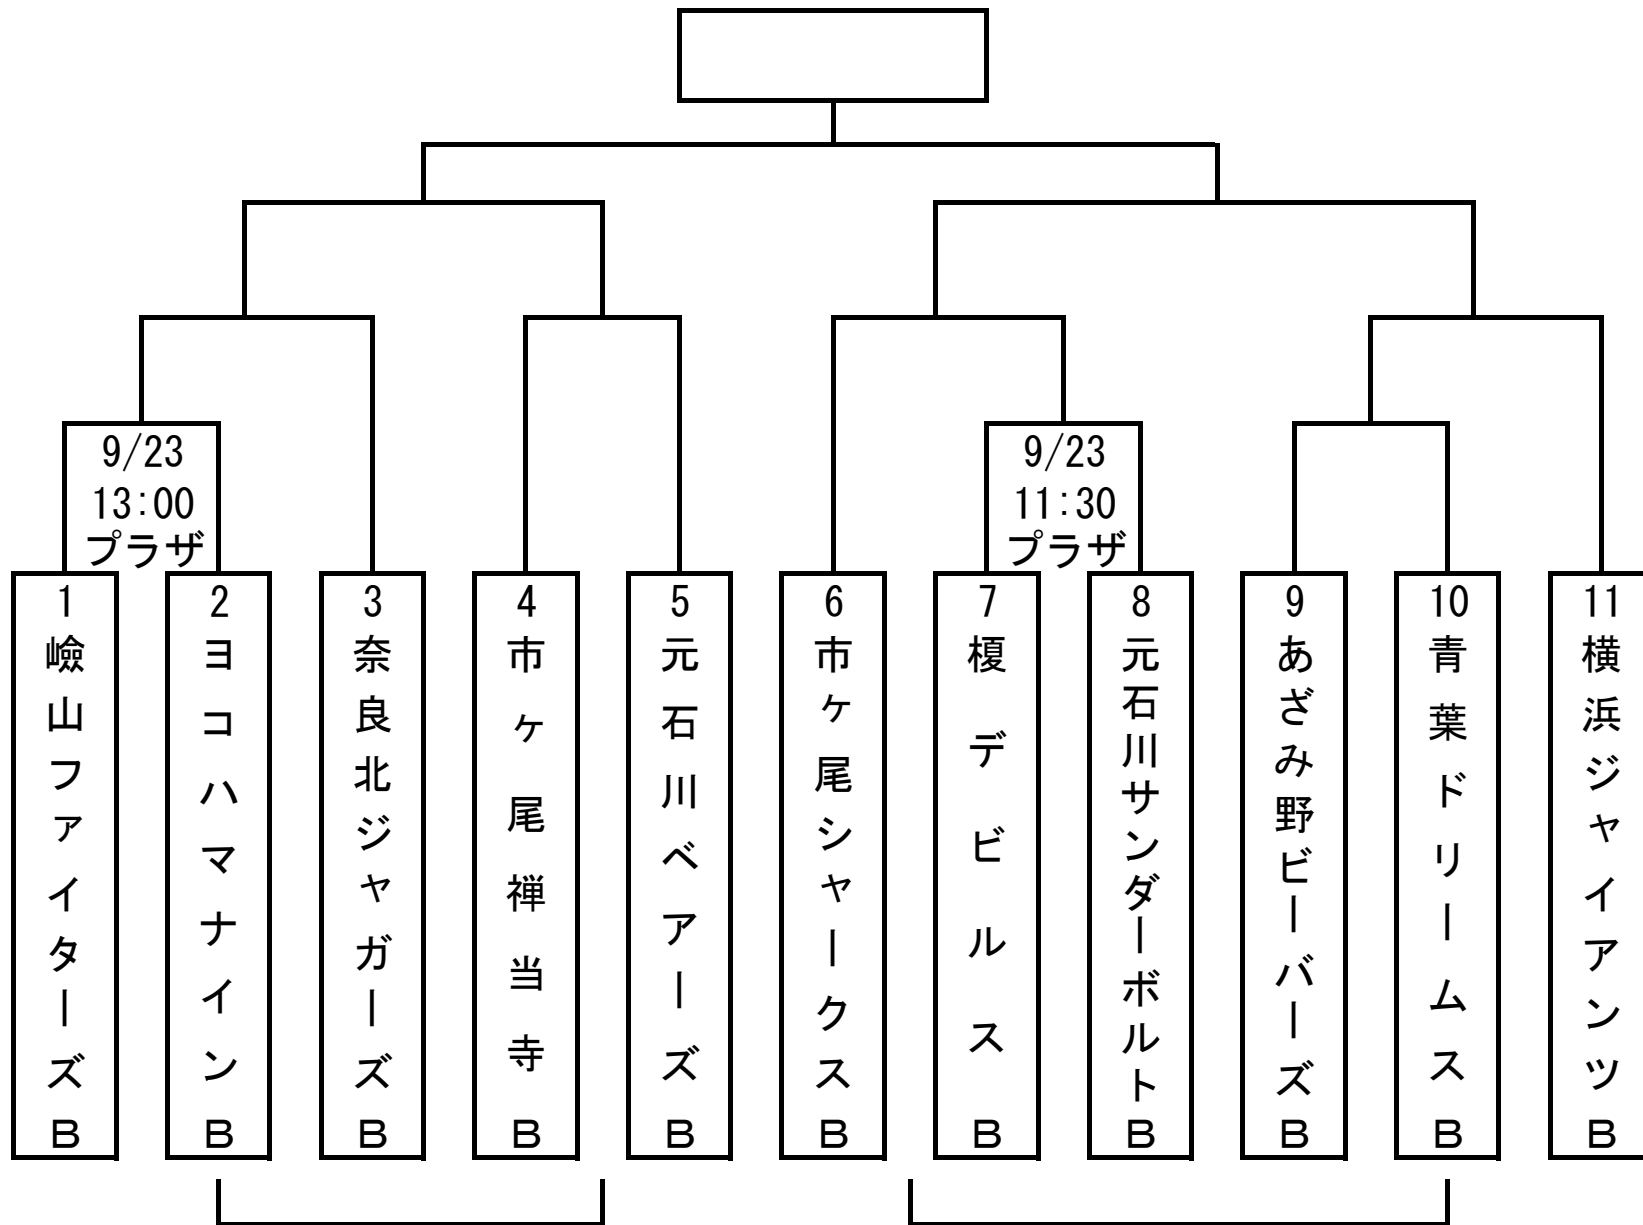 9/23
13:00
プラザ
9/23
11:30
プラザ
1
嶮山ファイターズB
2
ヨコハマナインB
3
奈良北ジャガーズB
4
市ヶ尾禅当寺B
5
元石川ベアーズB
6
市ヶ尾シャークスB
7
榎デビルスB
8
元石川サンダーボルトB
9
あざみ野ビーバーズB
10
青葉ドリームスB
11
横浜ジャイアンツB